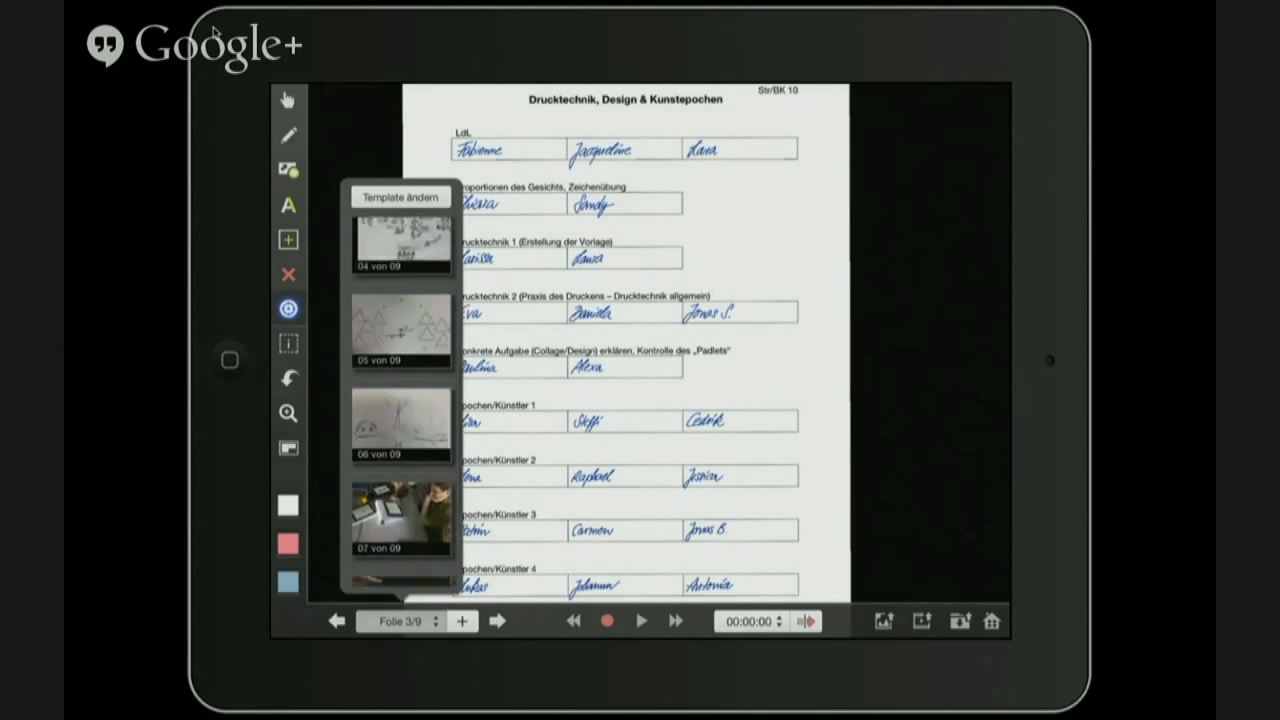 Google+
Str/BK 10
Drucktechnik, Design & Kunstepochen
LdL
Fabienne Jacqueline Lara
roportionen des Gesichts, Zeichenübung
Sandy
rucktechnik 1 (Erstellung der Vorlage)
arissa Laura
rucktechnik 2 (Praxis des Druckens – Drucktechnik allgemein)
Eva Daniela Jonas S.
onkrete Aufgabe (Collage/Design) erklären, Kontrolle des „Padlets"
aulina Alexa
pochen/Künstler 1
Lisa Steffi Cedrik
pochen/Künstler 2
Lena Raphael Jessica
pochen/Künstler 3
Carmen Jonas B.
pochen/Künstler 4
Lukas Johannes Antonia
Template ändern
04 von 09
05 von 09
06 von 09
07 von 09
A
Folie 3/9
00:00:00